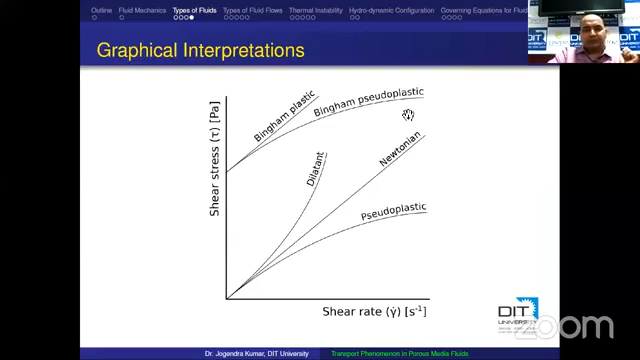 Outline
Fluid Mechanics
Types of Fluids
Types of Fluid Flows
Thermal Instability
Hydro-dynamic Configuration
Governing Equations for Fluid
Graphical Interpretations
Shear stress (τ) [Pa]
Bingham plastic
Bingham pseudoplastic
Dilatant
Newtonian
Pseudoplastic
Shear rate (γ̇) [s⁻¹]
DIT
UNIVERSITY
zoom
Dr. Jogendra Kumar, DIT University
Transport Phenomenon in Porous Media Fluids